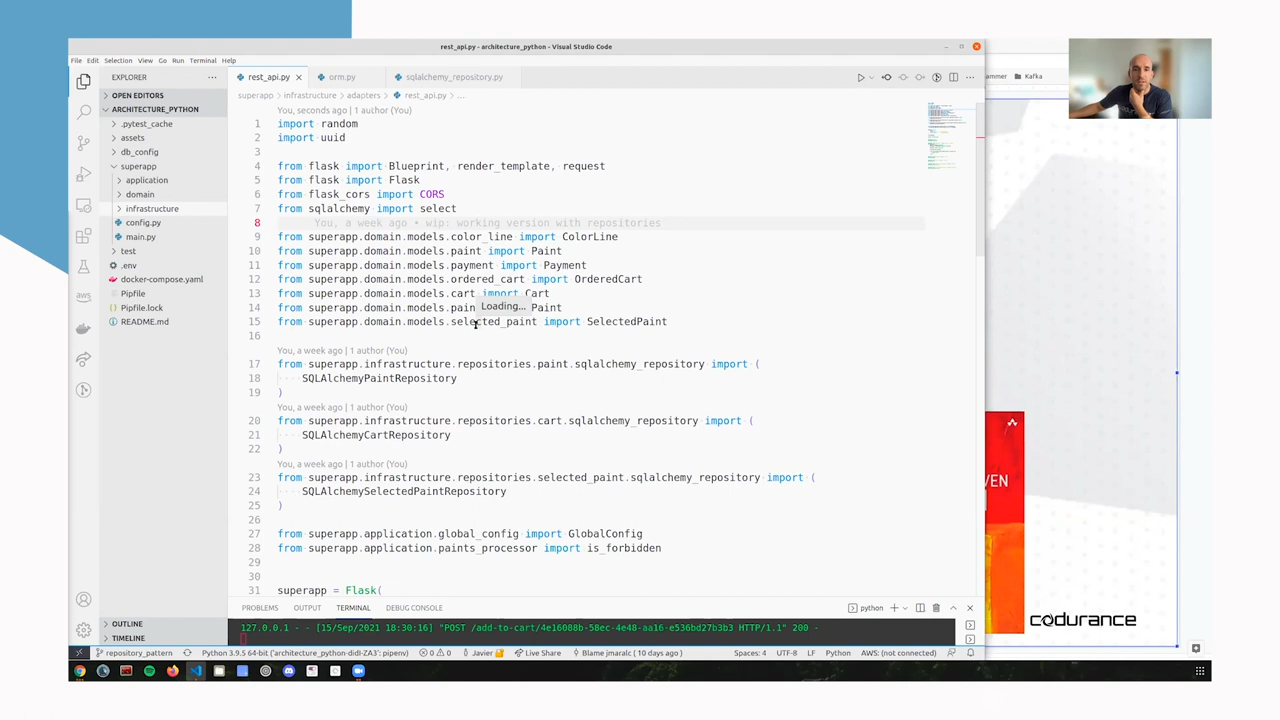 rest_api.py - architecture_python - Visual Studio Code
File Edit Selection View Go Run Terminal Help
EXPLORER
rest_api.py
orm.py
sqlalchemy_repository.py
OPEN EDITORS
ARCHITECTURE_PYTHON
.pytest_cache
assets
db_config
superapp
application
domain
infrastructure
config.py
main.py
test
.env
docker-compose.yaml
Pipfile
Pipfile.lock
README.md
OUTLINE
TIMELINE
superapp > infrastructure > adapters > rest_api.py > ...
You, seconds ago | 1 author (You)
1 import random
2 import uuid
3
4 from flask import Blueprint, render_template, request
5 from flask import Flask
6 from flask_cors import CORS
7 from sqlalchemy import select
8 You, a week ago • wip: working version with repositories
9 from superapp.domain.models.color_line import ColorLine
10 from superapp.domain.models.paint import Paint
11 from superapp.domain.models.payment import Payment
12 from superapp.domain.models.ordered_cart import OrderedCart
13 from superapp.domain.models.cart import Cart
14 from superapp.domain.models.pain Paint
Loading...
15 from superapp.domain.models.selected_paint import SelectedPaint
16
You, a week ago | 1 author (You)
17 from superapp.infrastructure.repositories.paint.sqlalchemy_repository import (
18 SQLAlchemyPaintRepository
19 )
You, a week ago | 1 author (You)
20 from superapp.infrastructure.repositories.cart.sqlalchemy_repository import (
21 SQLAlchemyCartRepository
22 )
You, a week ago | 1 author (You)
23 from superapp.infrastructure.repositories.selected_paint.sqlalchemy_repository import (
24 SQLAlchemySelectedPaintRepository
25 )
26
27 from superapp.application.global_config import GlobalConfig
28 from superapp.application.paints_processor import is_forbidden
29
30
31 superapp = Flask(
PROBLEMS OUTPUT TERMINAL DEBUG CONSOLE
python
127.0.0.1 - - [15/Sep/2021 18:30:16] "POST /add-to-cart/4e16088b-58ec-4e48-aa16-e536bd27b3b3 HTTP/1.1" 200 -
repository_pattern Python 3.9.5 64-bit ('architecture_python-didI-ZA3': pipenv) 0 0 Javier Live Share Blame jmaralc ( 10 days ago ) Spaces: 4 UTF-8 LF Python AWS: (not connected)
ammer Kafka
VEN
codurance